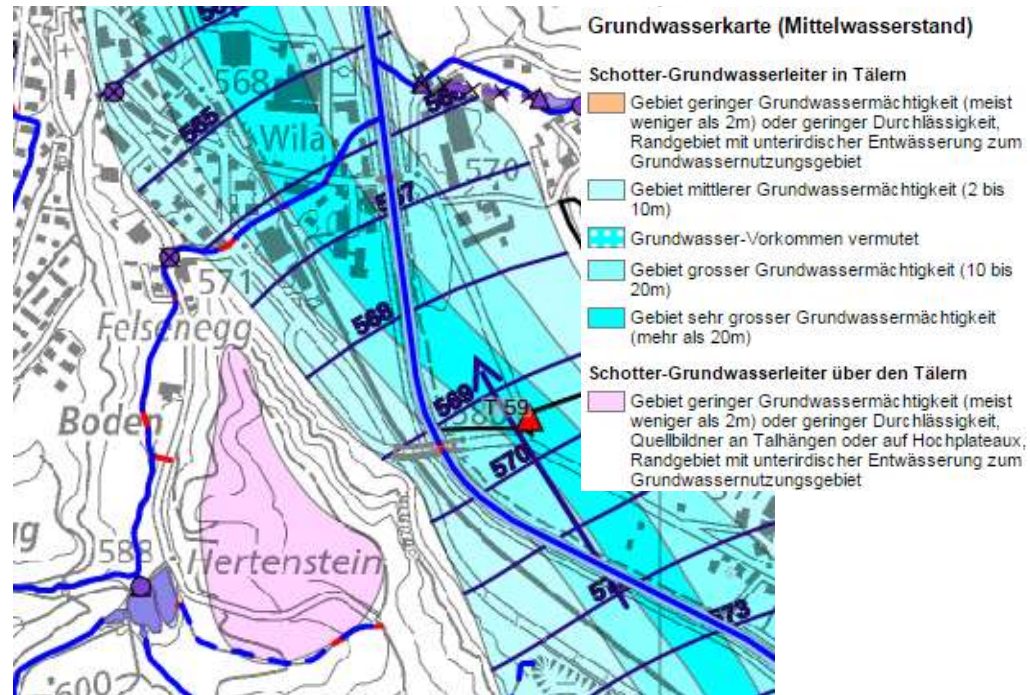 Grundwasserkarte (Mittelwasserstand)
Schotter-Grundwasserleiter in Tälern
Gebiet geringer Grundwassermächtigkeit (meist
weniger als 2m) oder geringer Durchlässigkeit,
Randgebiet mit unterirdischer Entwässerung zum
Grundwassernutzungsgebiet
Gebiet mittlerer Grundwassermächtigkeit (2 bis
10m)
Grundwasser-Vorkommen vermutet
Gebiet grosser Grundwassermächtigkeit (10 bis
20m)
Gebiet sehr grosser Grundwassermächtigkeit
(mehr als 20m)
Schotter-Grundwasserleiter über den Tälern
Gebiet geringer Grundwassermächtigkeit (meist
weniger als 2m) oder geringer Durchlässigkeit,
Quellbildner an Talhängen oder auf Hochplateaux,
Randgebiet mit unterirdischer Entwässerung zum
Grundwassernutzungsgebiet
568
565
Wila
570
567
571
568
Felsenegg
569
T 59
580
Boden
570
588
Hertenstein
573
600